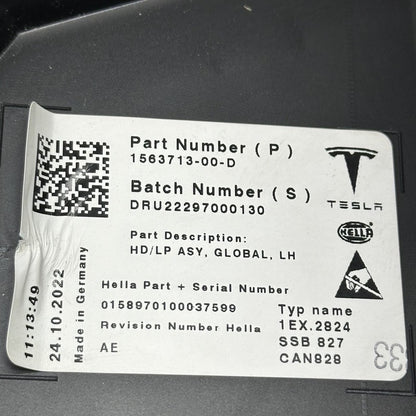 Part Number ( P )
1563713-00-D
Batch Number ( S )
DRU22297000130
TESLA
HELLA
Part Description:
HD/LP ASY, GLOBAL, LH
Hella Part + Serial Number
0158970100037599
Revision Number Hella
AE
Typ name
1EX.2824
SSB 827
CAN828
33
11:13:49
24.10.2022
Made in Germany